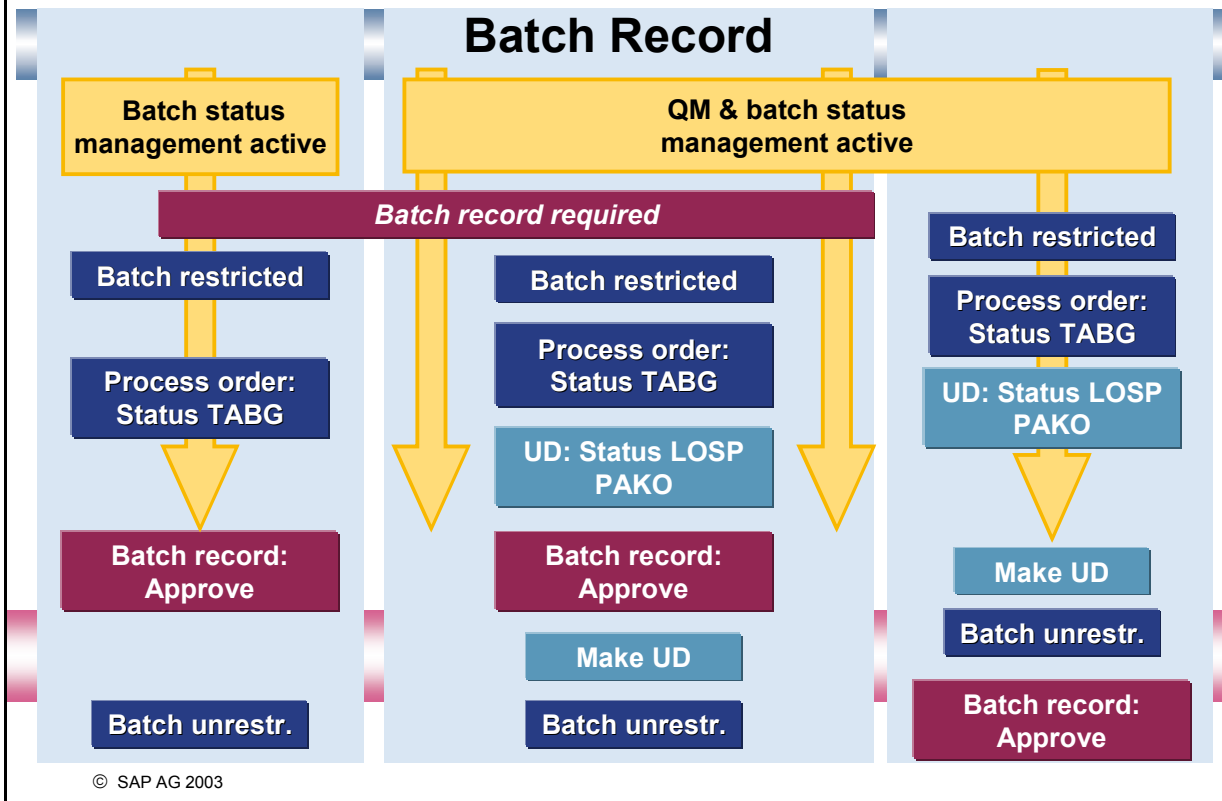 Batch Record
Batch status
management active
QM & batch status
management active
Batch record required
Batch restricted
Process order:
Status TABG
Batch record:
Approve
Batch unrestr.
Batch restricted
Process order:
Status TABG
UD: Status LOSP
PAKO
Batch record:
Approve
Make UD
Batch unrestr.
Batch restricted
Process order:
Status TABG
UD: Status LOSP
PAKO
Make UD
Batch unrestr.
Batch record:
Approve
© SAP AG 2003